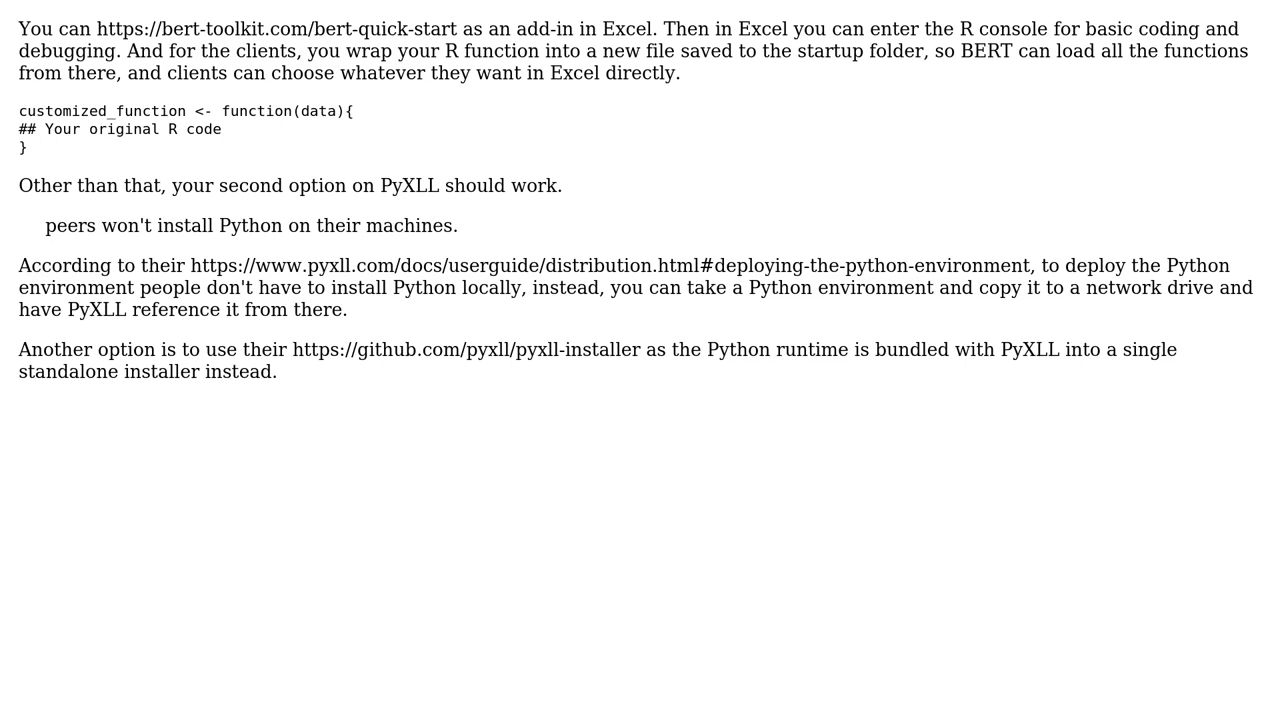 You can https://bert-toolkit.com/bert-quick-start as an add-in in Excel. Then in Excel you can enter the R console for basic coding and
debugging. And for the clients, you wrap your R function into a new file saved to the startup folder, so BERT can load all the functions
from there, and clients can choose whatever they want in Excel directly.
customized_function <- function(data){
## Your original R code
}
Other than that, your second option on PyXLL should work.
peers won't install Python on their machines.
According to their https://www.pyxll.com/docs/userguide/distribution.html#deploying-the-python-environment, to deploy the Python
environment people don't have to install Python locally, instead, you can take a Python environment and copy it to a network drive and
have PyXLL reference it from there.
Another option is to use their https://github.com/pyxll/pyxll-installer as the Python runtime is bundled with PyXLL into a single
standalone installer instead.